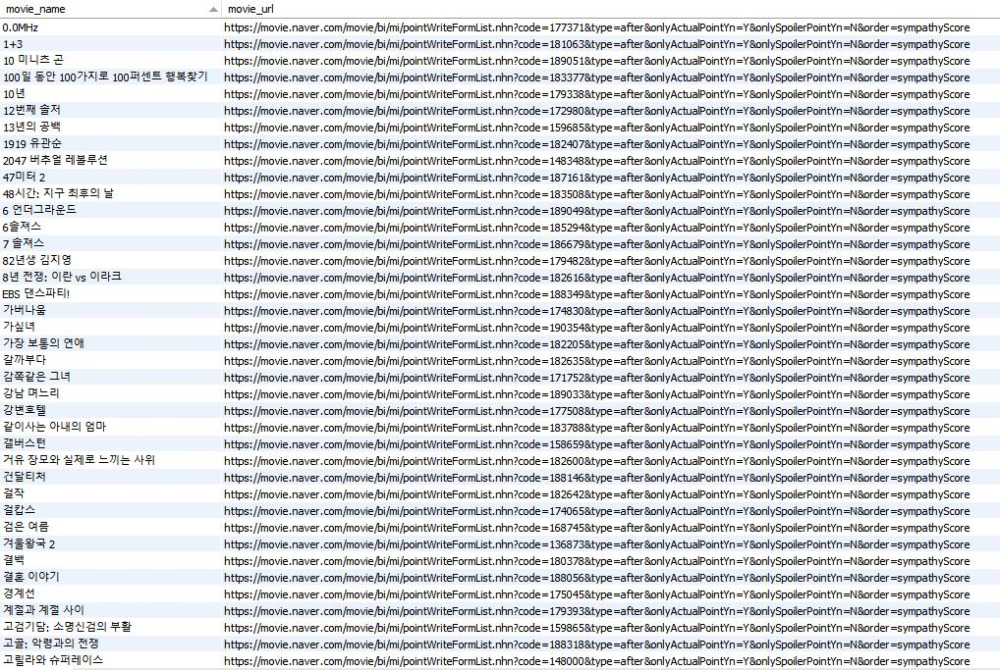 movie_name movie_url
0.0MHz https://movie.naver.com/movie/bi/mi/pointWriteFormList.nhn?code=177371&type=after&onlyActualPointYn=Y&onlySpoilerPointYn=N&order=sympathyScore
1+3 https://movie.naver.com/movie/bi/mi/pointWriteFormList.nhn?code=181063&type=after&onlyActualPointYn=Y&onlySpoilerPointYn=N&order=sympathyScore
10 미니츠 곤 https://movie.naver.com/movie/bi/mi/pointWriteFormList.nhn?code=189051&type=after&onlyActualPointYn=Y&onlySpoilerPointYn=N&order=sympathyScore
100일 동안 100가지로 100퍼센트 행복찾기 https://movie.naver.com/movie/bi/mi/pointWriteFormList.nhn?code=183377&type=after&onlyActualPointYn=Y&onlySpoilerPointYn=N&order=sympathyScore
10년 https://movie.naver.com/movie/bi/mi/pointWriteFormList.nhn?code=179338&type=after&onlyActualPointYn=Y&onlySpoilerPointYn=N&order=sympathyScore
12번째 솔저 https://movie.naver.com/movie/bi/mi/pointWriteFormList.nhn?code=172980&type=after&onlyActualPointYn=Y&onlySpoilerPointYn=N&order=sympathyScore
13년의 공백 https://movie.naver.com/movie/bi/mi/pointWriteFormList.nhn?code=159685&type=after&onlyActualPointYn=Y&onlySpoilerPointYn=N&order=sympathyScore
1919 유관순 https://movie.naver.com/movie/bi/mi/pointWriteFormList.nhn?code=182407&type=after&onlyActualPointYn=Y&onlySpoilerPointYn=N&order=sympathyScore
2047 버추얼 레볼루션 https://movie.naver.com/movie/bi/mi/pointWriteFormList.nhn?code=148348&type=after&onlyActualPointYn=Y&onlySpoilerPointYn=N&order=sympathyScore
47미터 2 https://movie.naver.com/movie/bi/mi/pointWriteFormList.nhn?code=187161&type=after&onlyActualPointYn=Y&onlySpoilerPointYn=N&order=sympathyScore
48시간: 지구 최후의 날 https://movie.naver.com/movie/bi/mi/pointWriteFormList.nhn?code=183508&type=after&onlyActualPointYn=Y&onlySpoilerPointYn=N&order=sympathyScore
6 언더그라운드 https://movie.naver.com/movie/bi/mi/pointWriteFormList.nhn?code=189049&type=after&onlyActualPointYn=Y&onlySpoilerPointYn=N&order=sympathyScore
6솔져스 https://movie.naver.com/movie/bi/mi/pointWriteFormList.nhn?code=185294&type=after&onlyActualPointYn=Y&onlySpoilerPointYn=N&order=sympathyScore
7 솔져스 https://movie.naver.com/movie/bi/mi/pointWriteFormList.nhn?code=186679&type=after&onlyActualPointYn=Y&onlySpoilerPointYn=N&order=sympathyScore
82년생 김지영 https://movie.naver.com/movie/bi/mi/pointWriteFormList.nhn?code=179482&type=after&onlyActualPointYn=Y&onlySpoilerPointYn=N&order=sympathyScore
8년 전쟁: 이란 vs 이라크 https://movie.naver.com/movie/bi/mi/pointWriteFormList.nhn?code=182616&type=after&onlyActualPointYn=Y&onlySpoilerPointYn=N&order=sympathyScore
EBS 댄스파티! https://movie.naver.com/movie/bi/mi/pointWriteFormList.nhn?code=188349&type=after&onlyActualPointYn=Y&onlySpoilerPointYn=N&order=sympathyScore
가버나움 https://movie.naver.com/movie/bi/mi/pointWriteFormList.nhn?code=174830&type=after&onlyActualPointYn=Y&onlySpoilerPointYn=N&order=sympathyScore
가싶녀 https://movie.naver.com/movie/bi/mi/pointWriteFormList.nhn?code=190354&type=after&onlyActualPointYn=Y&onlySpoilerPointYn=N&order=sympathyScore
가장 보통의 연애 https://movie.naver.com/movie/bi/mi/pointWriteFormList.nhn?code=182205&type=after&onlyActualPointYn=Y&onlySpoilerPointYn=N&order=sympathyScore
갈까부다 https://movie.naver.com/movie/bi/mi/pointWriteFormList.nhn?code=182635&type=after&onlyActualPointYn=Y&onlySpoilerPointYn=N&order=sympathyScore
감쪽같은 그녀 https://movie.naver.com/movie/bi/mi/pointWriteFormList.nhn?code=171752&type=after&onlyActualPointYn=Y&onlySpoilerPointYn=N&order=sympathyScore
강남 며느리 https://movie.naver.com/movie/bi/mi/pointWriteFormList.nhn?code=189033&type=after&onlyActualPointYn=Y&onlySpoilerPointYn=N&order=sympathyScore
강변호텔 https://movie.naver.com/movie/bi/mi/pointWriteFormList.nhn?code=177508&type=after&onlyActualPointYn=Y&onlySpoilerPointYn=N&order=sympathyScore
같이사는 아내의 엄마 https://movie.naver.com/movie/bi/mi/pointWriteFormList.nhn?code=183788&type=after&onlyActualPointYn=Y&onlySpoilerPointYn=N&order=sympathyScore
갤버스턴 https://movie.naver.com/movie/bi/mi/pointWriteFormList.nhn?code=158659&type=after&onlyActualPointYn=Y&onlySpoilerPointYn=N&order=sympathyScore
거유 장모와 실제로 느끼는 사위 https://movie.naver.com/movie/bi/mi/pointWriteFormList.nhn?code=182600&type=after&onlyActualPointYn=Y&onlySpoilerPointYn=N&order=sympathyScore
건달티처 https://movie.naver.com/movie/bi/mi/pointWriteFormList.nhn?code=188146&type=after&onlyActualPointYn=Y&onlySpoilerPointYn=N&order=sympathyScore
걸작 https://movie.naver.com/movie/bi/mi/pointWriteFormList.nhn?code=182642&type=after&onlyActualPointYn=Y&onlySpoilerPointYn=N&order=sympathyScore
걸캅스 https://movie.naver.com/movie/bi/mi/pointWriteFormList.nhn?code=174065&type=after&onlyActualPointYn=Y&onlySpoilerPointYn=N&order=sympathyScore
검은 여름 https://movie.naver.com/movie/bi/mi/pointWriteFormList.nhn?code=168745&type=after&onlyActualPointYn=Y&onlySpoilerPointYn=N&order=sympathyScore
겨울왕국 2 https://movie.naver.com/movie/bi/mi/pointWriteFormList.nhn?code=136873&type=after&onlyActualPointYn=Y&onlySpoilerPointYn=N&order=sympathyScore
결백 https://movie.naver.com/movie/bi/mi/pointWriteFormList.nhn?code=180378&type=after&onlyActualPointYn=Y&onlySpoilerPointYn=N&order=sympathyScore
결혼 이야기 https://movie.naver.com/movie/bi/mi/pointWriteFormList.nhn?code=188056&type=after&onlyActualPointYn=Y&onlySpoilerPointYn=N&order=sympathyScore
경계선 https://movie.naver.com/movie/bi/mi/pointWriteFormList.nhn?code=175045&type=after&onlyActualPointYn=Y&onlySpoilerPointYn=N&order=sympathyScore
계절과 계절 사이 https://movie.naver.com/movie/bi/mi/pointWriteFormList.nhn?code=179393&type=after&onlyActualPointYn=Y&onlySpoilerPointYn=N&order=sympathyScore
고검기담: 소명신검의 부활 https://movie.naver.com/movie/bi/mi/pointWriteFormList.nhn?code=159865&type=after&onlyActualPointYn=Y&onlySpoilerPointYn=N&order=sympathyScore
고골: 악령과의 전쟁 https://movie.naver.com/movie/bi/mi/pointWriteFormList.nhn?code=188318&type=after&onlyActualPointYn=Y&onlySpoilerPointYn=N&order=sympathyScore
고릴라와 슈퍼레이스 https://movie.naver.com/movie/bi/mi/pointWriteFormList.nhn?code=148000&type=after&onlyActualPointYn=Y&onlySpoilerPointYn=N&order=sympathyScore